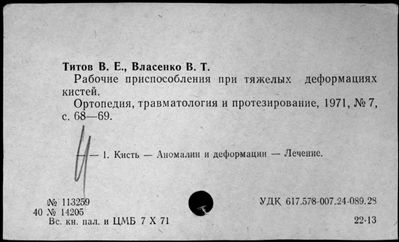 Титов В. Е., Власенко В. Т.
Рабочие приспособления при тяжелых деформациях
кистей.
Ортопедия, травматология и протезирование, 1971, № 7,
с. 68—69.
— 1. Кисть — Аномалии и деформации — Лечение.
№ 113259
УДК 617.578-007.24-089.28
40 № 14205
Вс. кн. пал. и ЦМБ 7 X 71
22-13